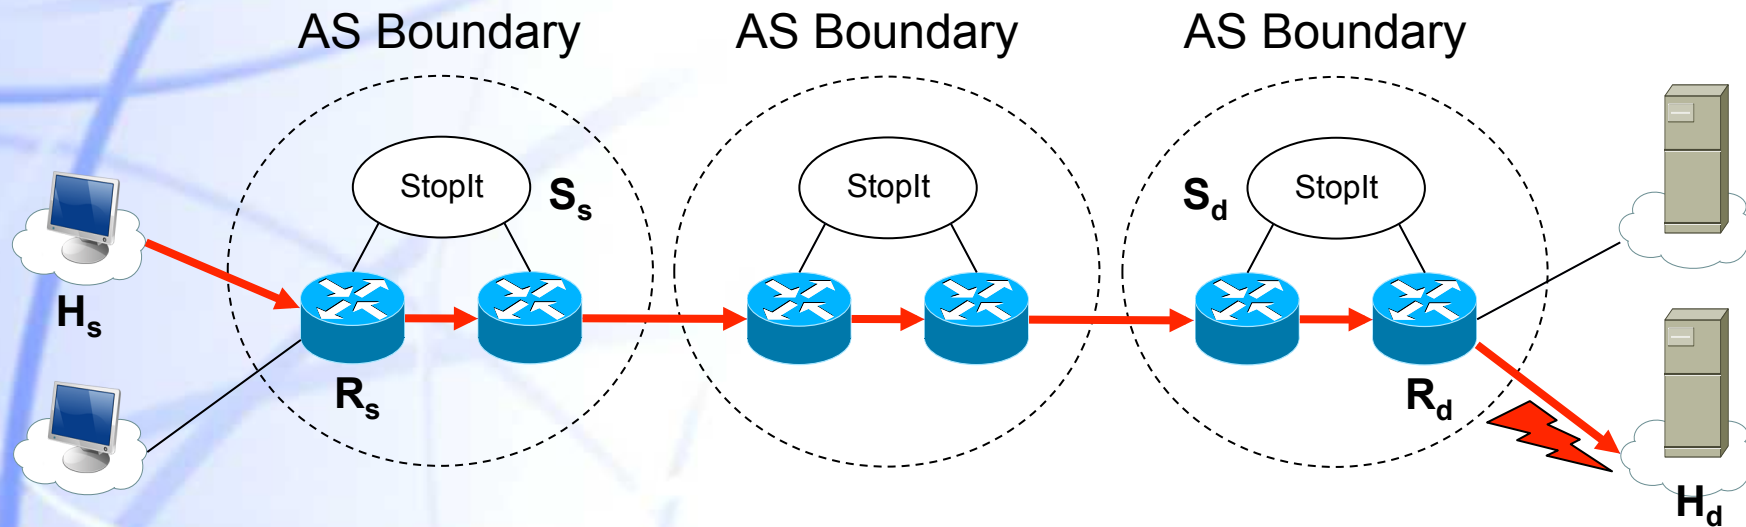 AS Boundary AS Boundary AS Boundary
StopIt Ss StopIt Sd StopIt
Hs
Rs Rd
Hd